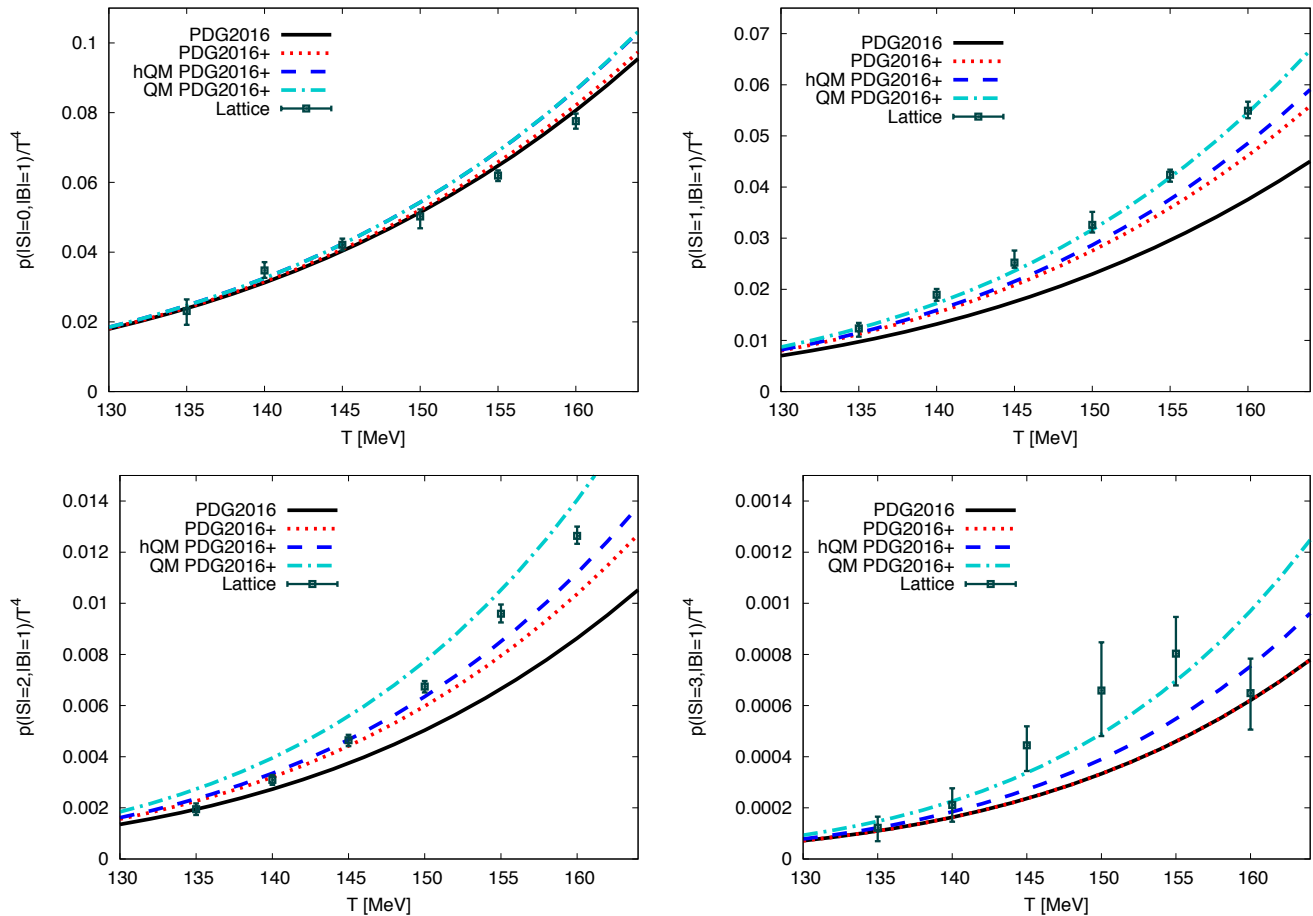 p(|S|=0,|B|=1)/T^4
PDG2016
PDG2016+
hQM PDG2016+
QM PDG2016+
Lattice
0.1
0.08
0.06
0.04
0.02
0
130 135 140 145 150 155 160
T [MeV]
p(|S|=1,|B|=1)/T^4
PDG2016
PDG2016+
hQM PDG2016+
QM PDG2016+
Lattice
0.07
0.06
0.05
0.04
0.03
0.02
0.01
0
130 135 140 145 150 155 160
T [MeV]
p(|S|=2,|B|=1)/T^4
PDG2016
PDG2016+
hQM PDG2016+
QM PDG2016+
Lattice
0.014
0.012
0.01
0.008
0.006
0.004
0.002
0
130 135 140 145 150 155 160
T [MeV]
p(|S|=3,|B|=1)/T^4
PDG2016
PDG2016+
hQM PDG2016+
QM PDG2016+
Lattice
0.0014
0.0012
0.001
0.0008
0.0006
0.0004
0.0002
0
130 135 140 145 150 155 160
T [MeV]